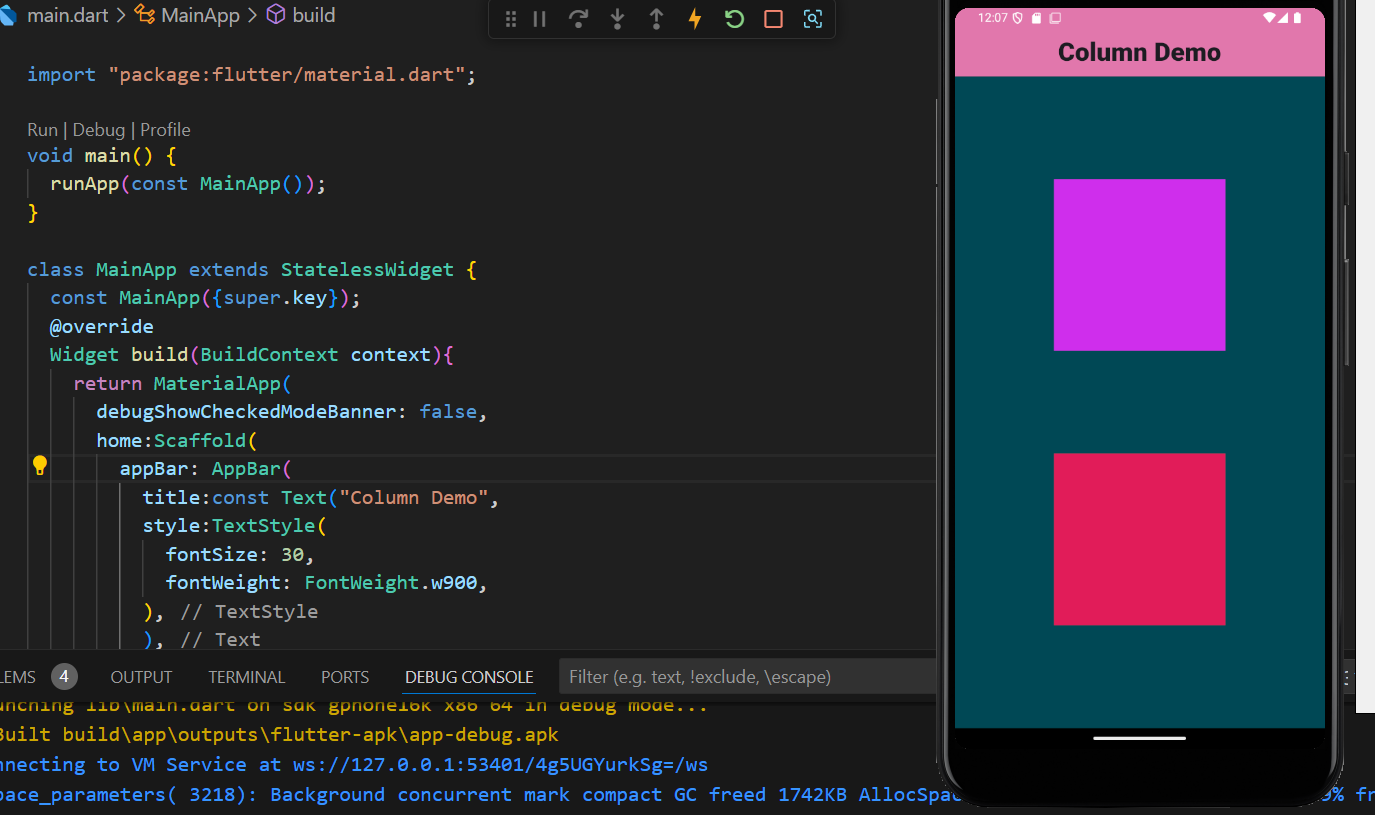 main.dart > MainApp > build
import "package:flutter/material.dart";
Run | Debug | Profile
void main() {
runApp(const MainApp());
}
class MainApp extends StatelessWidget {
const MainApp({super.key});
@override
Widget build(BuildContext context){
return MaterialApp(
debugShowCheckedModeBanner: false,
home:Scaffold(
appBar: AppBar(
title:const Text("Column Demo",
style:TextStyle(
fontSize: 30,
fontWeight: FontWeight.w900,
), // TextStyle
), // Text
LEMS 4 OUTPUT TERMINAL PORTS DEBUG CONSOLE Filter (e.g. text, !exclude, \escape)
unching lib\main.dart on sdk gphone16k x86 64 in debug mode...
Built build\app\outputs\flutter-apk\app-debug.apk
nnecting to VM Service at ws://127.0.0.1:53401/4g5UGYurkSg=/ws
pace_parameters( 3218): Background concurrent mark compact GC freed 1742KB AllocSpac 9% fr
12:07
Column Demo